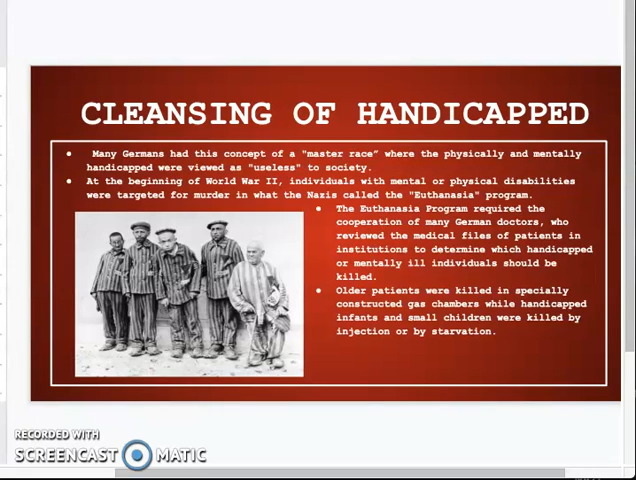 CLEANSING OF HANDICAPPED
● Many Germans had this concept of a "master race" where the physically and mentally
handicapped were viewed as "useless" to society.
● At the beginning of World War II, individuals with mental or physical disabilities
were targeted for murder in what the Nazis called the "Euthanasia" program.
● The Euthanasia Program required the
cooperation of many German doctors, who
reviewed the medical files of patients in
institutions to determine which handicapped
or mentally ill individuals should be
killed.
● Older patients were killed in specially
constructed gas chambers while handicapped
infants and small children were killed by
injection or by starvation.
RECORDED WITH
SCREENCAST MATIC